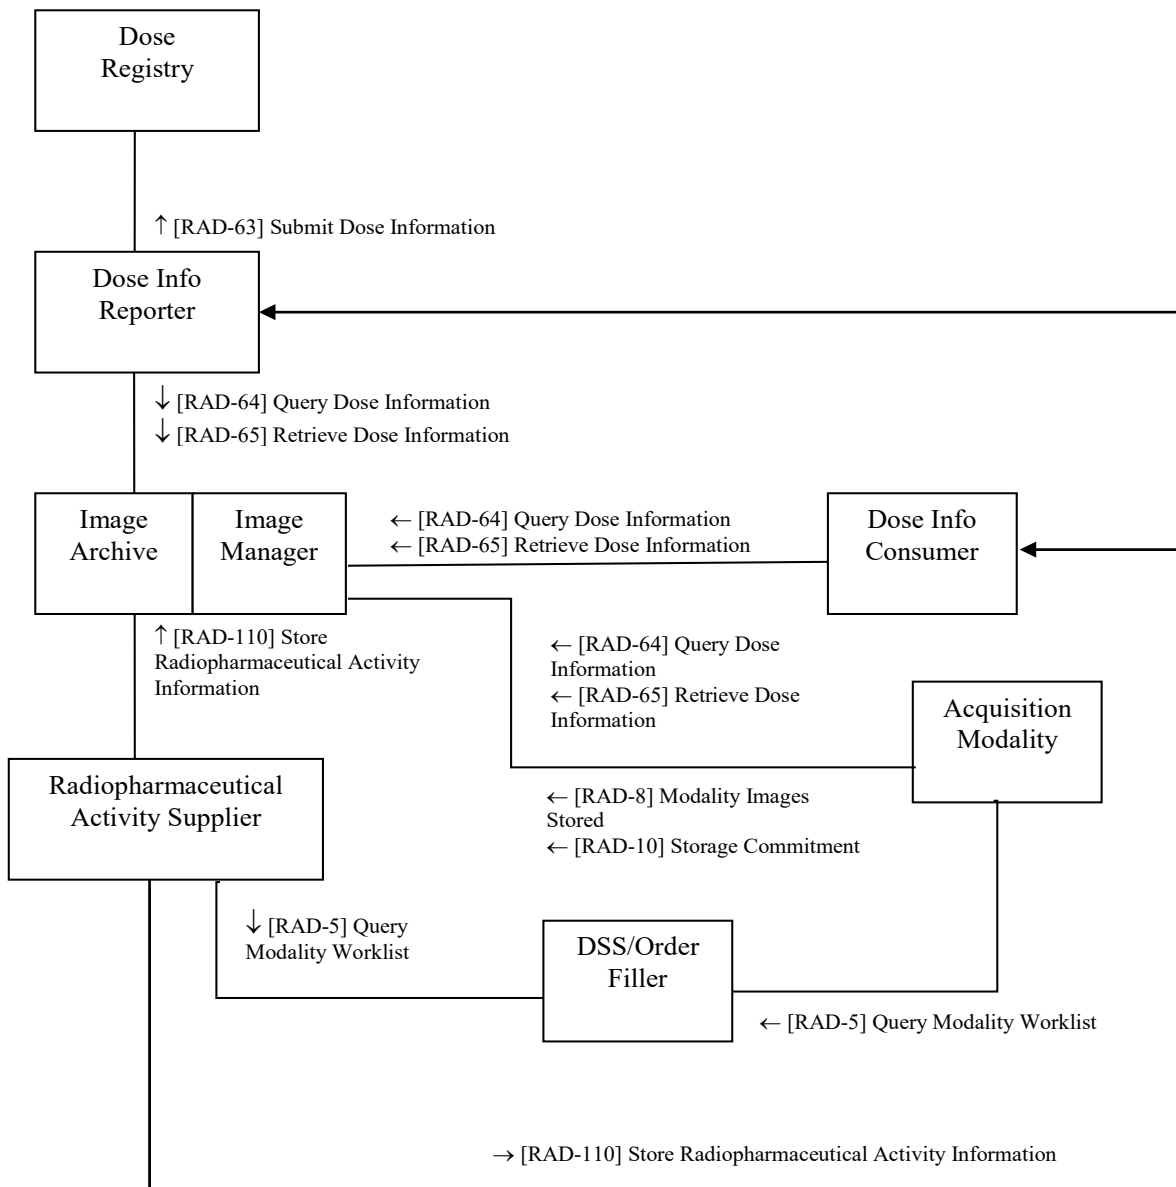 Dose
Registry
↑ [RAD-63] Submit Dose Information
Dose Info
Reporter
↓ [RAD-64] Query Dose Information
↓ [RAD-65] Retrieve Dose Information
Image
Archive
Image
Manager
← [RAD-64] Query Dose Information
← [RAD-65] Retrieve Dose Information
Dose Info
Consumer
↑ [RAD-110] Store
Radiopharmaceutical Activity
Information
← [RAD-64] Query Dose
Information
← [RAD-65] Retrieve Dose
Information
Acquisition
Modality
Radiopharmaceutical
Activity Supplier
← [RAD-8] Modality Images
Stored
← [RAD-10] Storage Commitment
↓ [RAD-5] Query
Modality Worklist
DSS/Order
Filler
← [RAD-5] Query Modality Worklist
→ [RAD-110] Store Radiopharmaceutical Activity Information